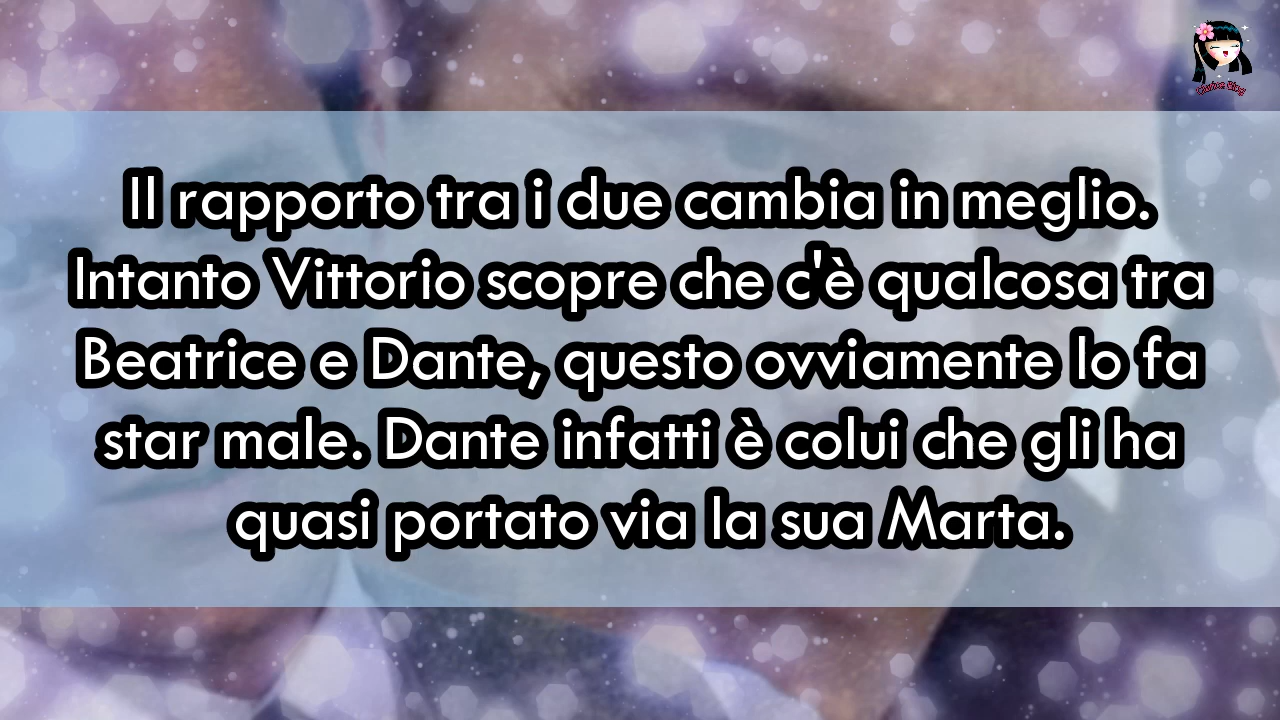 Il rapporto tra i due cambia in meglio.
Intanto Vittorio scopre che c'è qualcosa tra
Beatrice e Dante, questo ovviamente lo fa
star male. Dante infatti è colui che gli ha
quasi portato via la sua Marta.